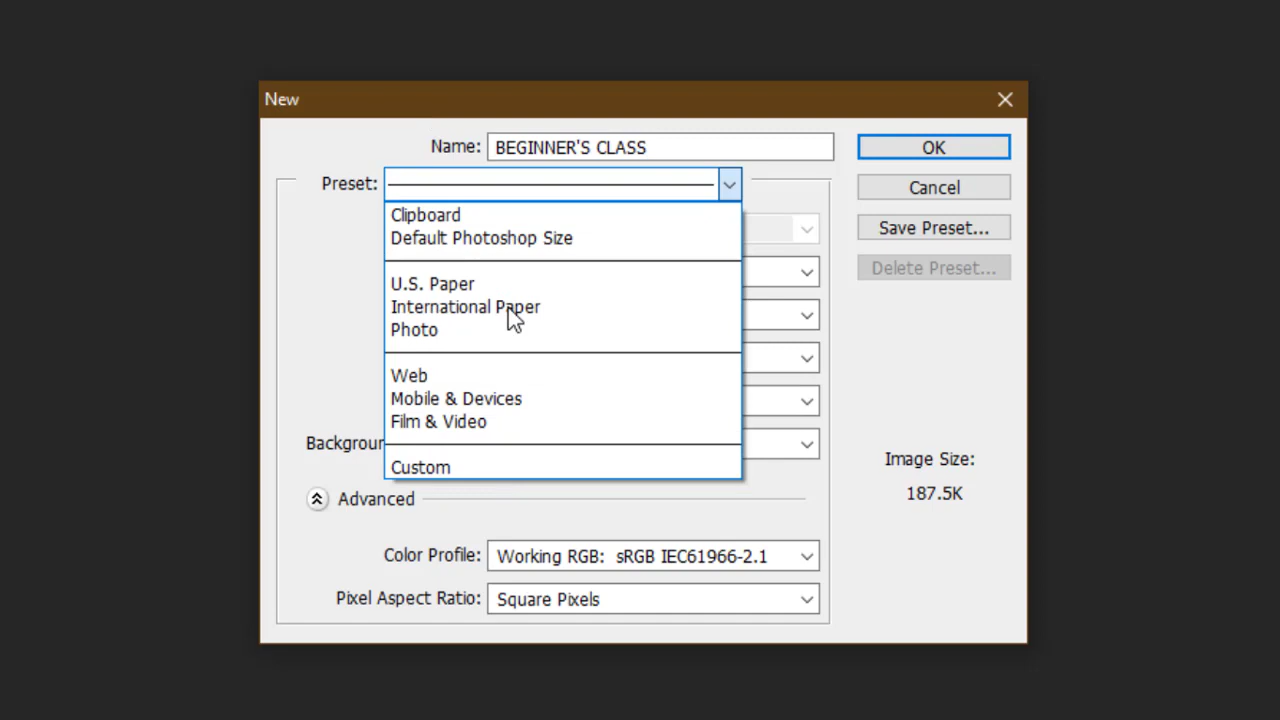 New
Name: BEGINNER'S CLASS
OK
Preset:
Cancel
Clipboard
Save Preset...
Default Photoshop Size
Delete Preset...
U.S. Paper
International Paper
Photo
Web
Mobile & Devices
Film & Video
Backgroun
Custom
Image Size:
187.5K
Advanced
Color Profile: Working RGB: sRGB IEC61966-2.1
Pixel Aspect Ratio: Square Pixels